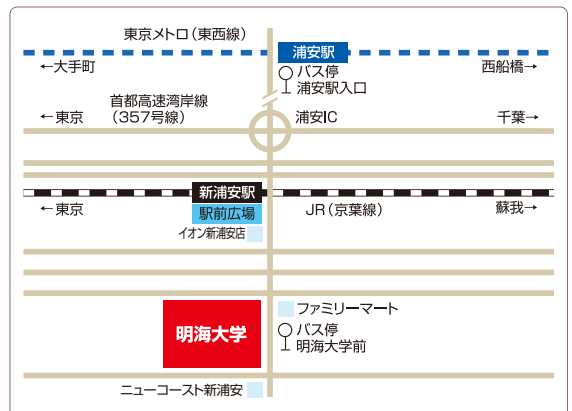 東京メトロ(東西線)
浦安駅
←大手町
西船橋→
バス停
浦安駅入口
首都高速湾岸線
(357号線)
←東京
浦安IC
千葉→
新浦安駅
←東京
駅前広場
JR(京葉線)
蘇我→
イオン新浦安店
ファミリーマート
明海大学
バス停
明海大学前
ニューコースト新浦安